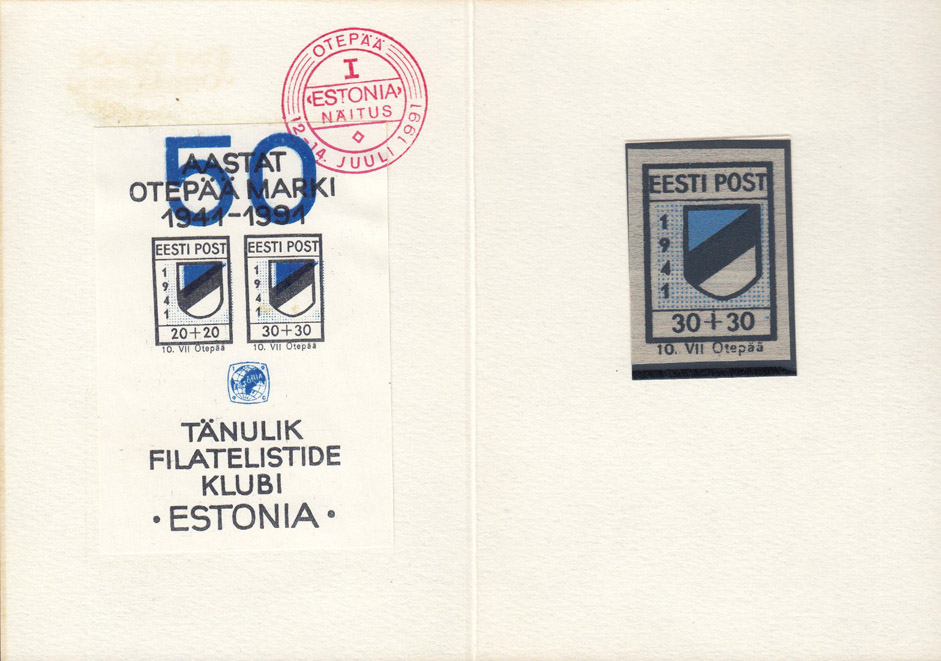 OTEPÄÄ
I
‹ESTONIA›
NÄITUS
12-14. JUULI 1991
50
AASTAT
OTEPÄÄ MARKI
1941-1991
EESTI POST
1941
20+20
10. VII Otepää
EESTI POST
1941
30+30
10. VII Otepää
TÄNULIK
FILATELISTIDE
KLUBI
• ESTONIA •
EESTI POST
1941
30+30
10. VII Otepää